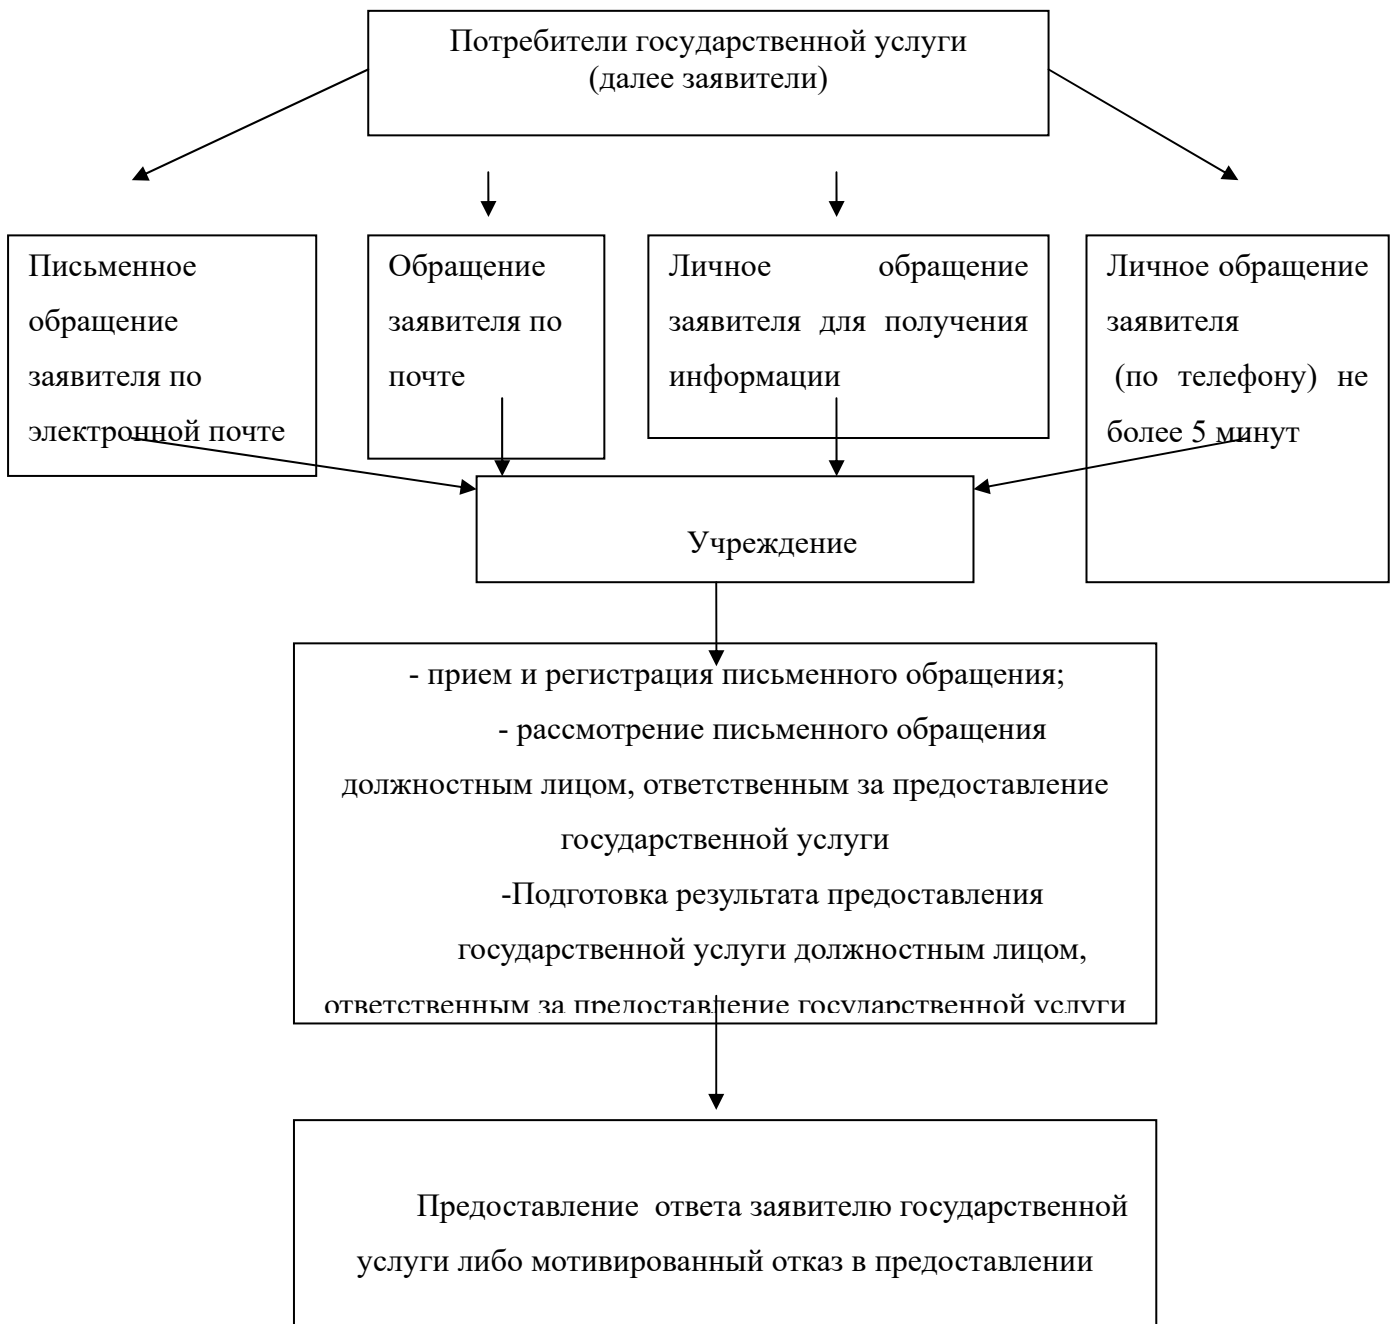 Потребители государственной услуги
(далее заявители)
Письменное
обращение
заявителя по
электронной почте
Обращение
заявителя по
почте
Личное обращение
заявителя для получения
информации
Личное обращение
заявителя
(по телефону) не
более 5 минут
Учреждение
- прием и регистрация письменного обращения;
- рассмотрение письменного обращения
должностным лицом, ответственным за предоставление
государственной услуги
-Подготовка результата предоставления
государственной услуги должностным лицом,
ответственным за предоставление государственной услуги
Предоставление ответа заявителю государственной
услуги либо мотивированный отказ в предоставлении